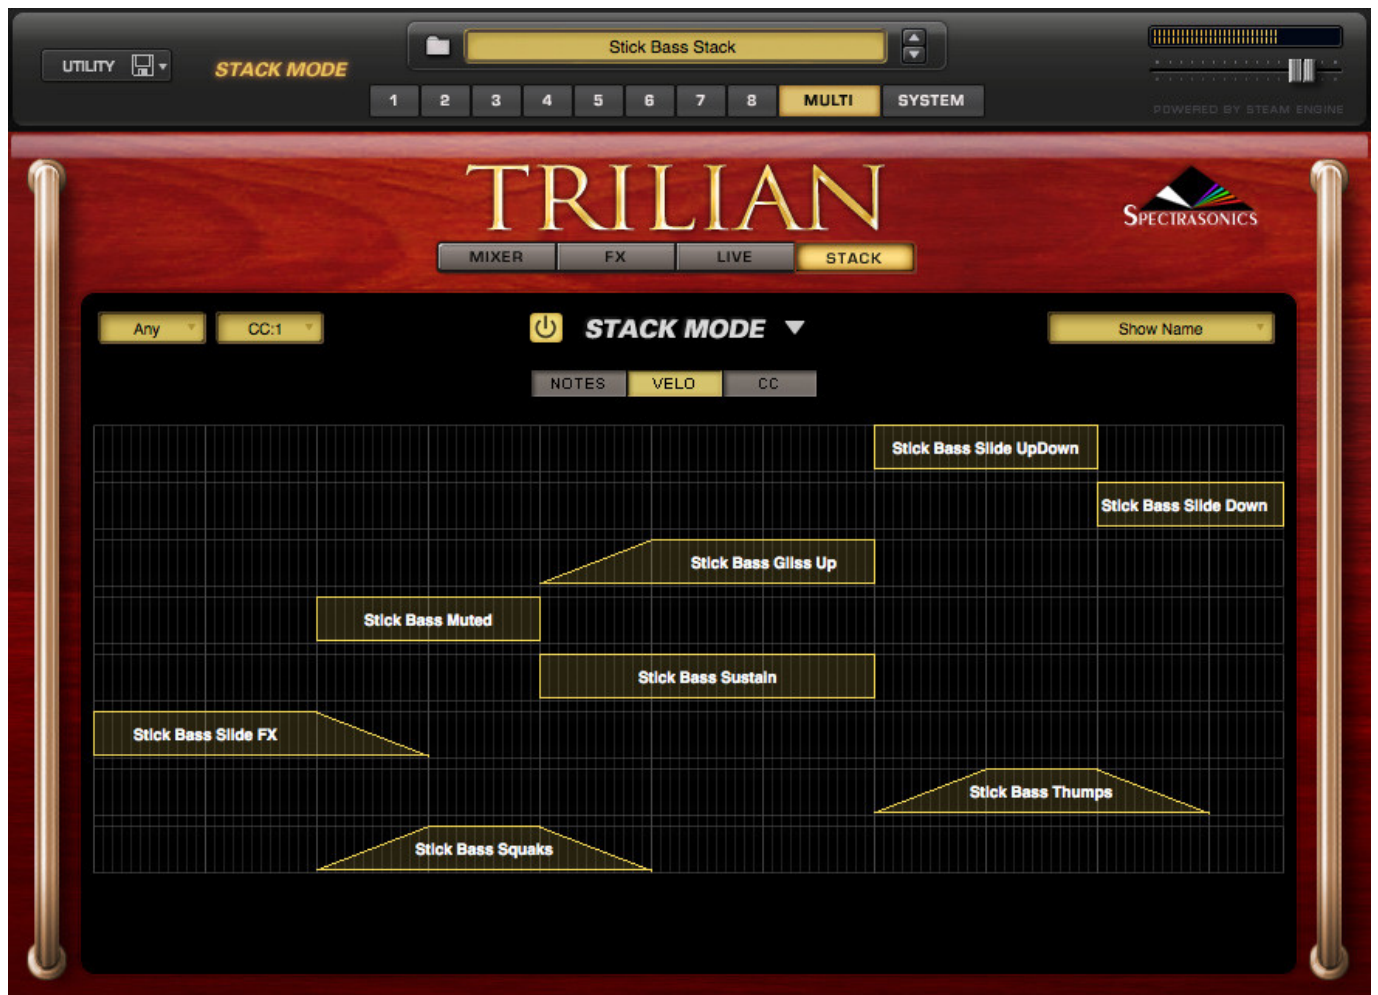 Stick Bass Stack
UTILITY
STACK MODE
1 2 3 4 5 6 7 8 MULTI SYSTEM
POWERED BY STEAM ENGINE
TRILIAN
SPECTRASONICS
MIXER FX LIVE STACK
Any CC:1 STACK MODE Show Name
NOTES VELO CC
Stick Bass Slide UpDown
Stick Bass Slide Down
Stick Bass Gliss Up
Stick Bass Muted
Stick Bass Sustain
Stick Bass Slide FX
Stick Bass Thumps
Stick Bass Squaks